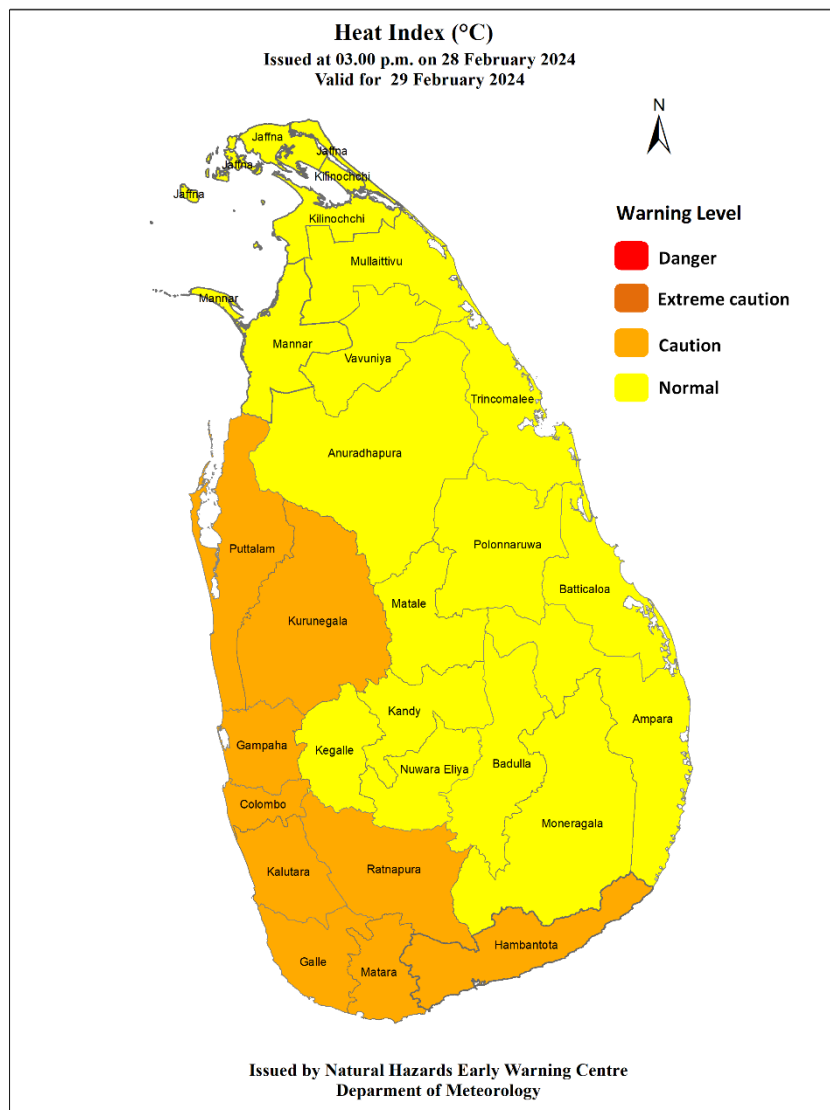 Heat Index (°C)
Issued at 03.00 p.m. on 28 February 2024
Valid for 29 February 2024
N
Jaffna
Jaffna
Jaffna
Kilinochchi
Jaffna
Kilinochchi
Mullaittivu
Mannar
Mannar
Vavuniya
Trincomalee
Anuradhapura
Puttalam
Polonnaruwa
Batticaloa
Matale
Kurunegala
Kandy
Ampara
Gampaha
Kegalle
Nuwara Eliya
Badulla
Colombo
Moneragala
Kalutara
Ratnapura
Hambantota
Galle
Matara
Warning Level
Danger
Extreme caution
Caution
Normal
Issued by Natural Hazards Early Warning Centre
Deparment of Meteorology